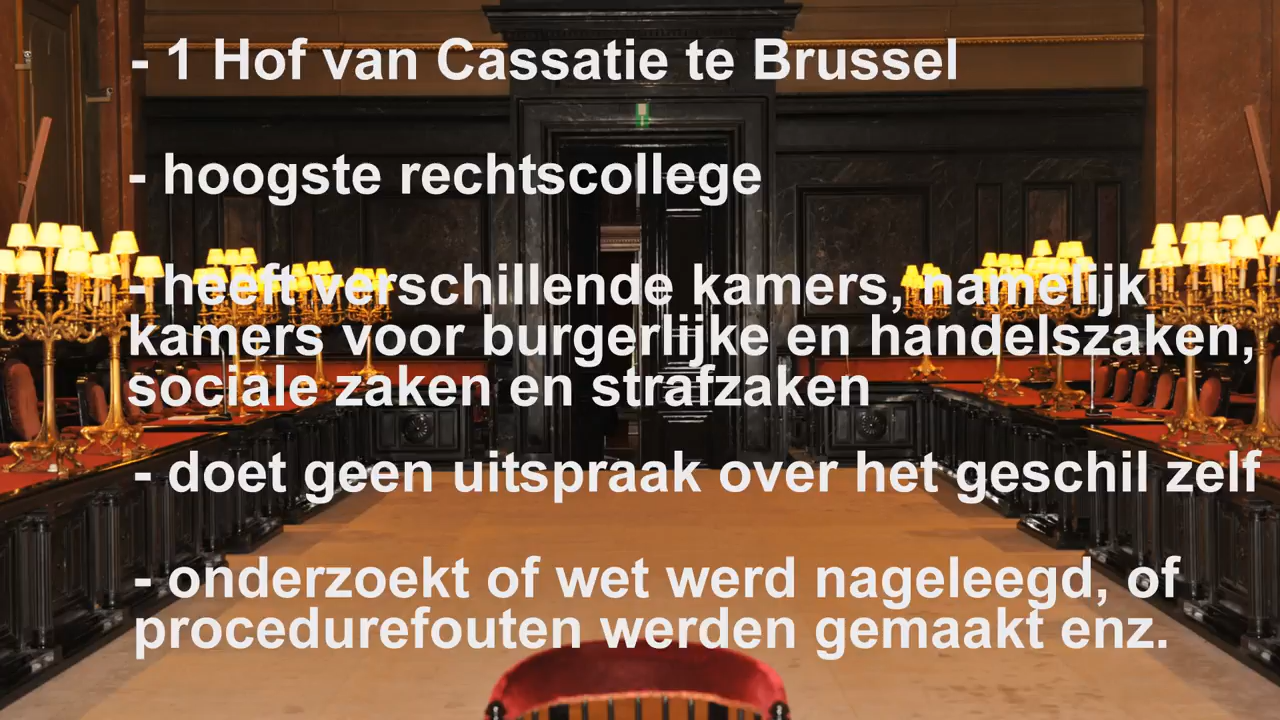 - 1 Hof van Cassatie te Brussel
- hoogste rechtscollege
- heeft verschillende kamers, namelijk
kamers voor burgerlijke en handelszaken,
sociale zaken en strafzaken
- doet geen uitspraak over het geschil zelf
- onderzoekt of wet werd nageleegd, of
procedurefouten werden gemaakt enz.